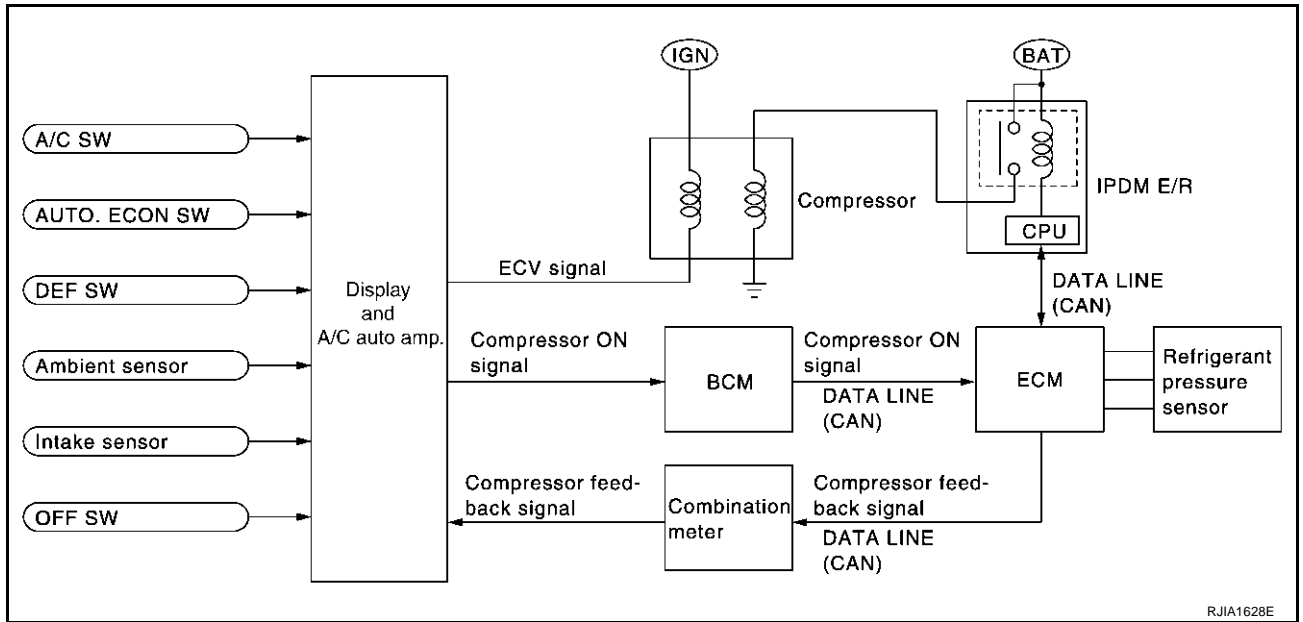 IGN
BAT
A/C SW
AUTO. ECON SW
DEF SW
Ambient sensor
Intake sensor
OFF SW
Display
and
A/C auto amp.
Compressor
IPDM E/R
CPU
ECV signal
DATA LINE
(CAN)
Compressor ON
signal
BCM
Compressor ON
signal
DATA LINE
(CAN)
ECM
Refrigerant
pressure
sensor
Compressor feed-
back signal
Combination
meter
Compressor feed-
back signal
DATA LINE
(CAN)
RJIA1628E